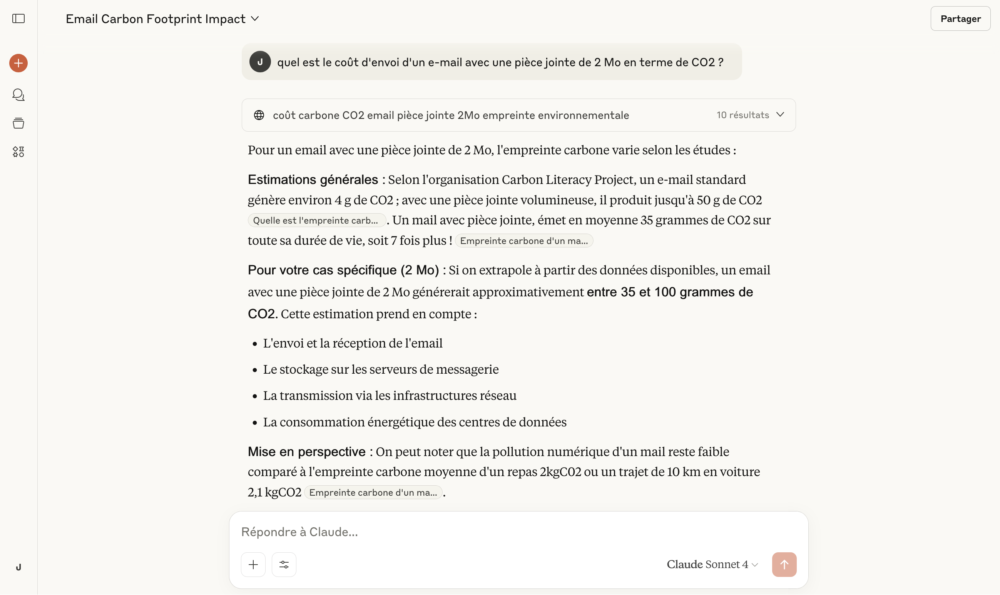 Email Carbon Footprint Impact
Partager
J
quel est le coût d'envoi d'un e-mail avec une pièce jointe de 2 Mo en terme de CO2 ?
coût carbone CO2 email pièce jointe 2Mo empreinte environnementale
10 résultats
Pour un email avec une pièce jointe de 2 Mo, l'empreinte carbone varie selon les études :
Estimations générales : Selon l'organisation Carbon Literacy Project, un e-mail standard
génère environ 4 g de CO2 ; avec une pièce jointe volumineuse, il produit jusqu'à 50 g de CO2
Quelle est l'empreinte carb... . Un mail avec pièce jointe, émet en moyenne 35 grammes de CO2 sur
toute sa durée de vie, soit 7 fois plus ! Empreinte carbone d'un ma...
Pour votre cas spécifique (2 Mo) : Si on extrapole à partir des données disponibles, un email
avec une pièce jointe de 2 Mo générerait approximativement entre 35 et 100 grammes de
CO2. Cette estimation prend en compte :
• L'envoi et la réception de l'email
• Le stockage sur les serveurs de messagerie
• La transmission via les infrastructures réseau
• La consommation énergétique des centres de données
Mise en perspective : On peut noter que la pollution numérique d'un mail reste faible
comparé à l'empreinte carbone moyenne d'un repas 2kgC02 ou un trajet de 10 km en voiture
2,1 kgCO2 Empreinte carbone d'un ma... .
Répondre à Claude...
Claude Sonnet 4
J